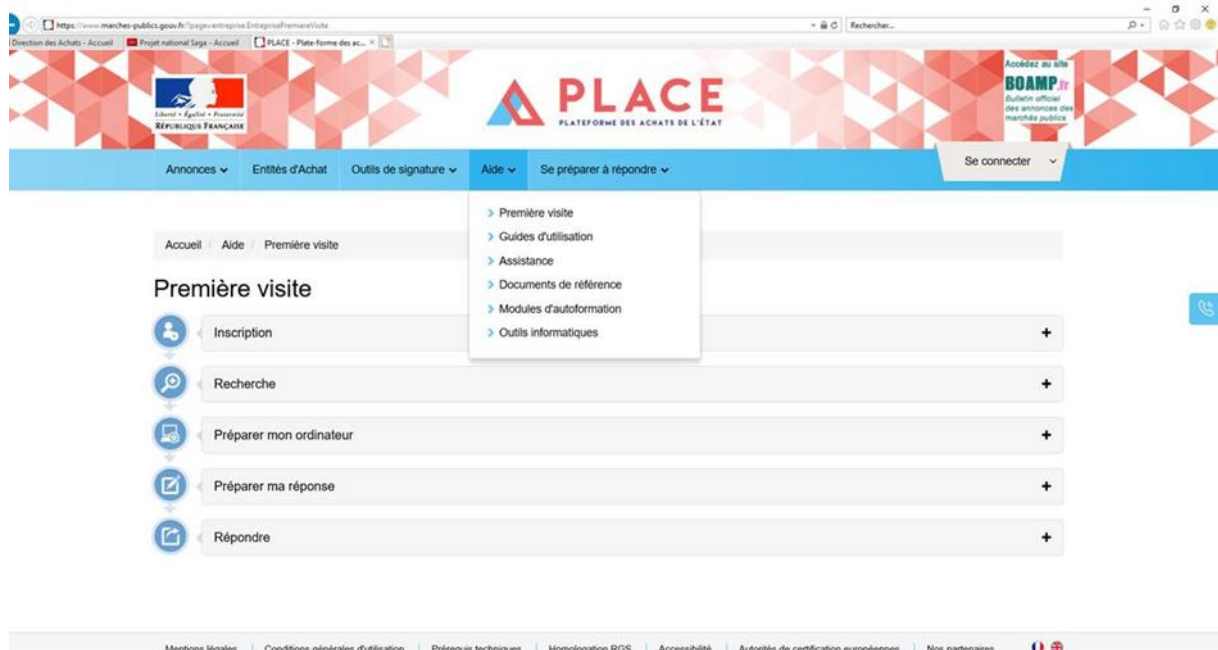 https://www.marches-publics.gouv.fr/?page=entreprise.EntreprisePremiereVisite
Rechercher...
Direction des Achats - Accueil
Projet national Saga - Accueil
PLACE - Plate-forme des ac...
Liberté • Égalité • Fraternité
RÉPUBLIQUE FRANÇAISE
PLACE
PLATEFORME DES ACHATS DE L'ÉTAT
Accédez au site
BOAMP.fr
Bulletin officiel
des annonces des
marchés publics
Annonces
Entités d'Achat
Outils de signature
Aide
Se préparer à répondre
Se connecter
Première visite
Guides d'utilisation
Assistance
Documents de référence
Modules d'autoformation
Outils informatiques
Accueil / Aide / Première visite
Première visite
Inscription
Recherche
Préparer mon ordinateur
Préparer ma réponse
Répondre
Mentions légales | Conditions générales d'utilisation | Prérequis techniques | Homologation RGS | Accessibilité | Autorités de certification européennes | Nos partenaires